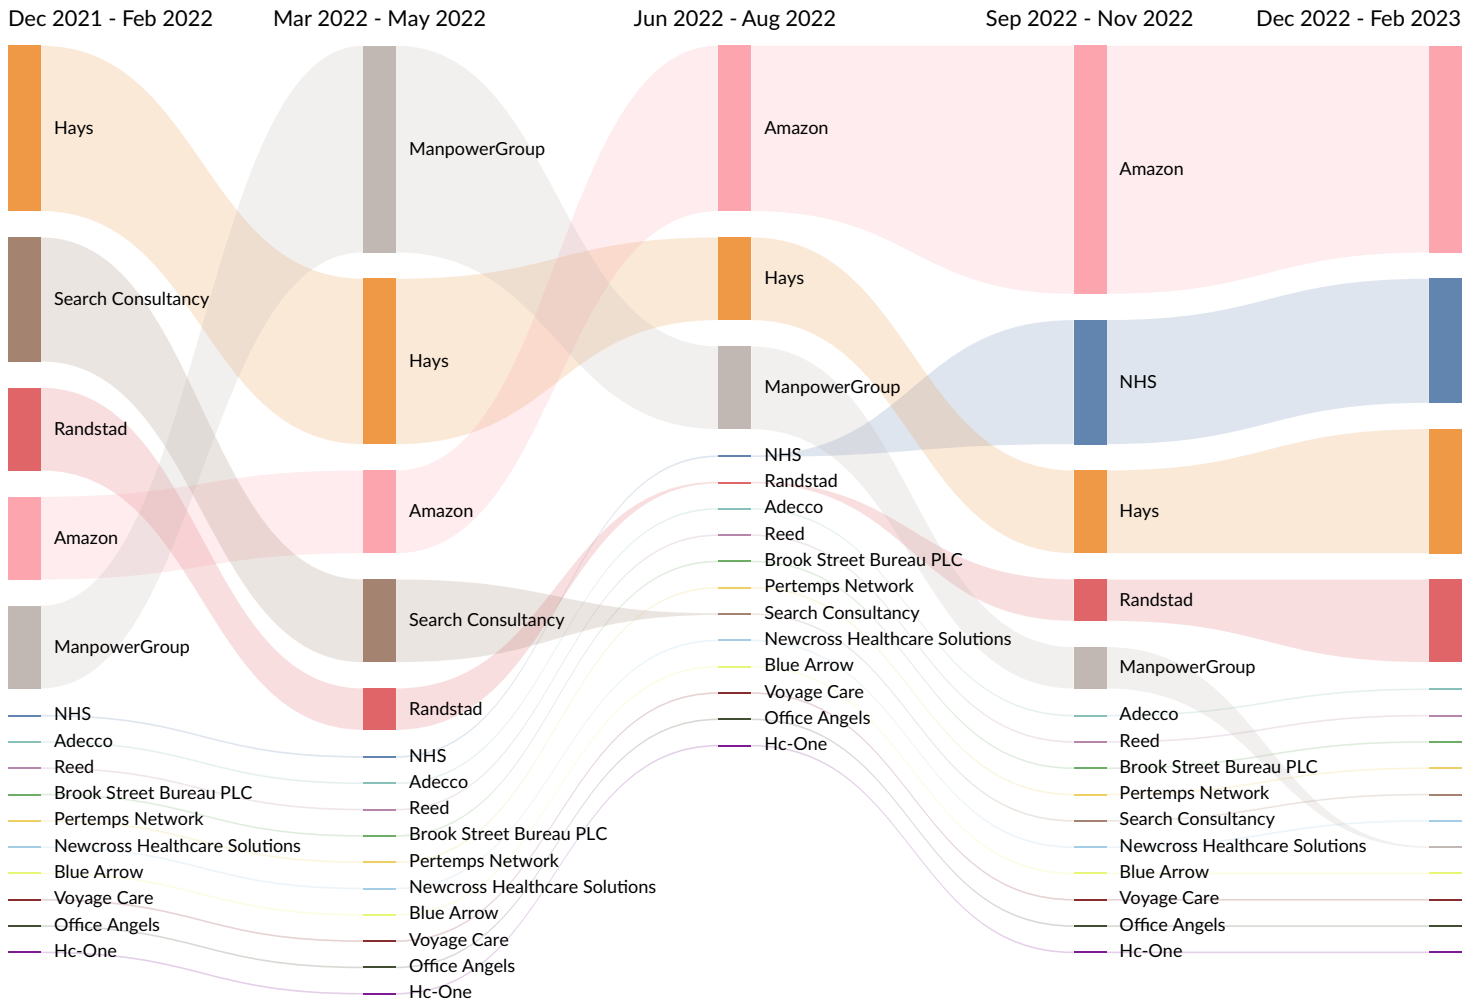 Dec 2021 - Feb 2022
Mar 2022 - May 2022
Jun 2022 - Aug 2022
Sep 2022 - Nov 2022
Dec 2022 - Feb 2023
Hays
Search Consultancy
Randstad
Amazon
ManpowerGroup
NHS
Adecco
Reed
Brook Street Bureau PLC
Pertemps Network
Newcross Healthcare Solutions
Blue Arrow
Voyage Care
Office Angels
Hc-One
ManpowerGroup
Hays
Amazon
Search Consultancy
Randstad
NHS
Adecco
Reed
Brook Street Bureau PLC
Pertemps Network
Newcross Healthcare Solutions
Blue Arrow
Voyage Care
Office Angels
Hc-One
Amazon
Hays
ManpowerGroup
NHS
Randstad
Adecco
Reed
Brook Street Bureau PLC
Pertemps Network
Search Consultancy
Newcross Healthcare Solutions
Blue Arrow
Voyage Care
Office Angels
Hc-One
Amazon
NHS
Hays
Randstad
ManpowerGroup
Adecco
Reed
Brook Street Bureau PLC
Pertemps Network
Search Consultancy
Newcross Healthcare Solutions
Blue Arrow
Voyage Care
Office Angels
Hc-One